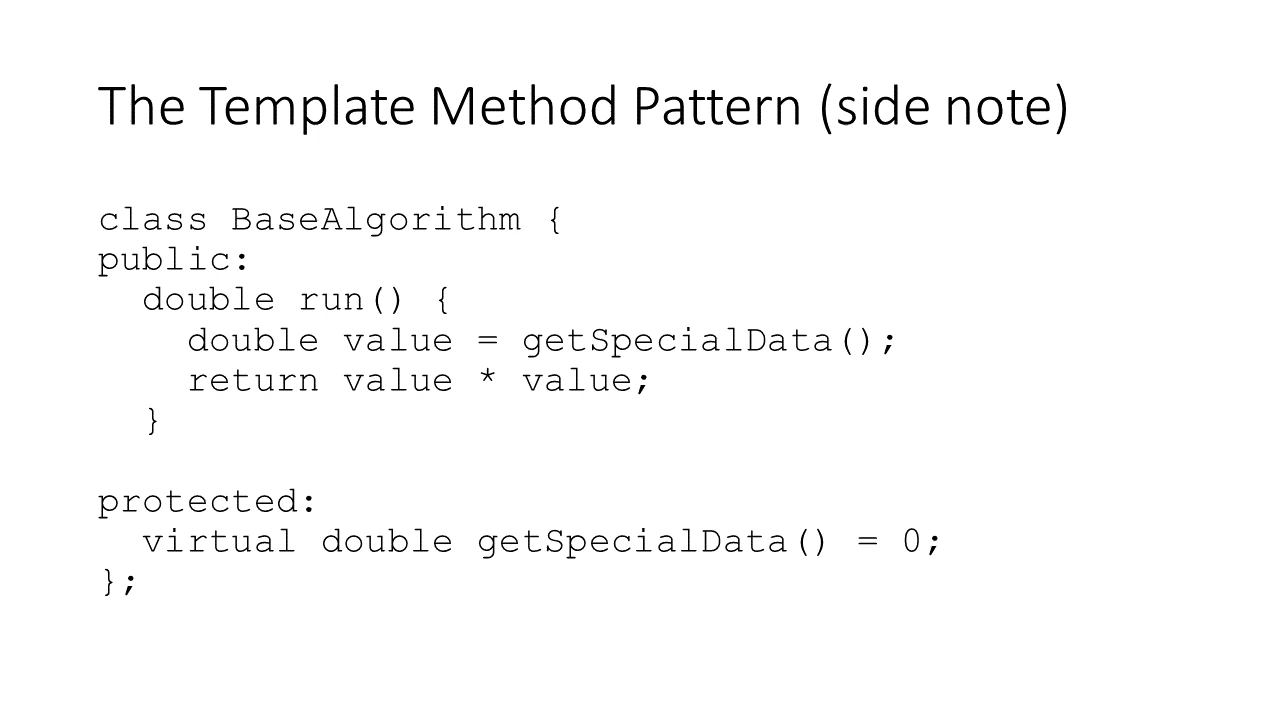 The Template Method Pattern (side note)
class BaseAlgorithm {
public:
  double run() {
    double value = getSpecialData();
    return value * value;
  }
protected:
  virtual double getSpecialData() = 0;
};